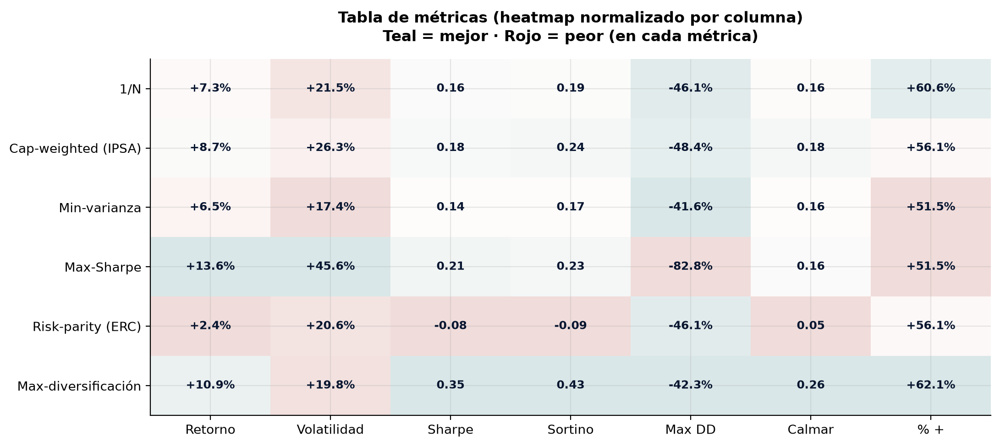 Tabla de métricas (heatmap normalizado por columna)
Teal = mejor · Rojo = peor (en cada métrica)
1/N +7.3% +21.5% 0.16 0.19 -46.1% 0.16 +60.6%
Cap-weighted (IPSA) +8.7% +26.3% 0.18 0.24 -48.4% 0.18 +56.1%
Min-varianza +6.5% +17.4% 0.14 0.17 -41.6% 0.16 +51.5%
Max-Sharpe +13.6% +45.6% 0.21 0.23 -82.8% 0.16 +51.5%
Risk-parity (ERC) +2.4% +20.6% -0.08 -0.09 -46.1% 0.05 +56.1%
Max-diversificación +10.9% +19.8% 0.35 0.43 -42.3% 0.26 +62.1%
Retorno Volatilidad Sharpe Sortino Max DD Calmar % +